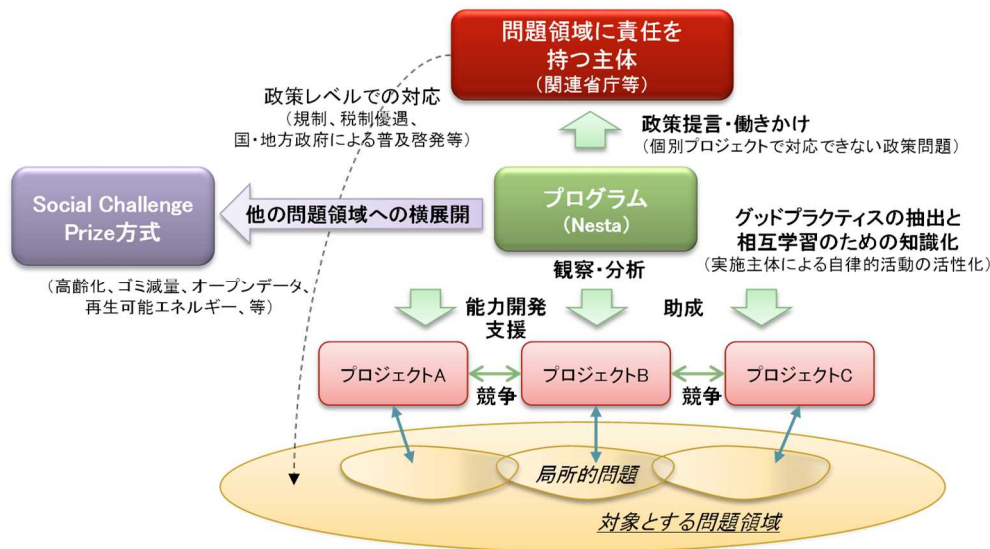 問題領域に責任を
持つ主体
(関連省庁等)
政策レベルでの対応
(規制、税制優遇、
国・地方政府による普及啓発等)
政策提言・働きかけ
(個別プロジェクトで対応できない政策問題)
Social Challenge
Prize方式
他の問題領域への横展開
プログラム
(Nesta)
グッドプラクティスの抽出と
相互学習のための知識化
(実施主体による自律的活動の活性化)
観察・分析
(高齢化、ゴミ減量、オープンデータ、
再生可能エネルギー、等)
能力開発
支援
助成
プロジェクトA
競争
プロジェクトB
競争
プロジェクトC
局所的問題
対象とする問題領域